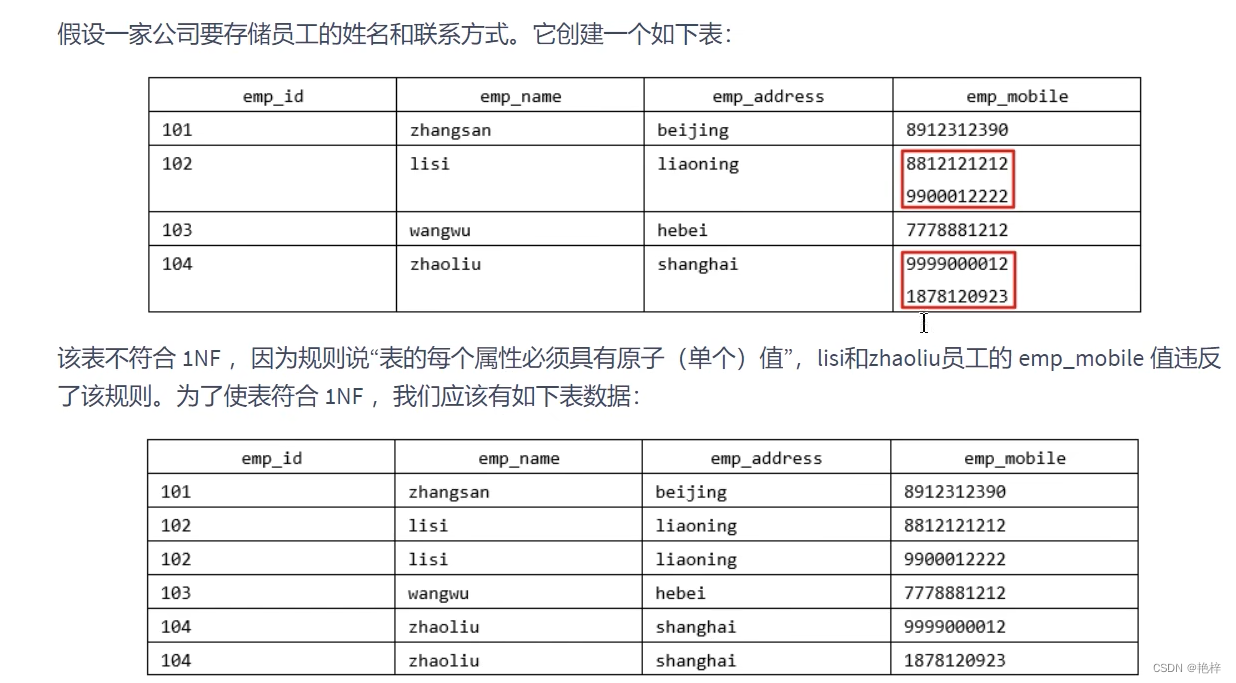 假设一家公司要存储员工的姓名和联系方式。它创建一个如下表：
emp_id emp_name emp_address emp_mobile
101 zhangsan beijing 8912312390
102 lisi liaoning 8812121212
9900012222
103 wangwu hebei 7778881212
104 zhaoliu shanghai 9999000012
1878120923
该表不符合 1NF ，因为规则说“表的每个属性必须具有原子（单个）值”，lisi和zhaoliu员工的 emp_mobile 值违反
了该规则。为了使表符合 1NF ，我们应该有如下表数据：
emp_id emp_name emp_address emp_mobile
101 zhangsan beijing 8912312390
102 lisi liaoning 8812121212
102 lisi liaoning 9900012222
103 wangwu hebei 7778881212
104 zhaoliu shanghai 9999000012
104 zhaoliu shanghai 1878120923
CSDN @艳梓